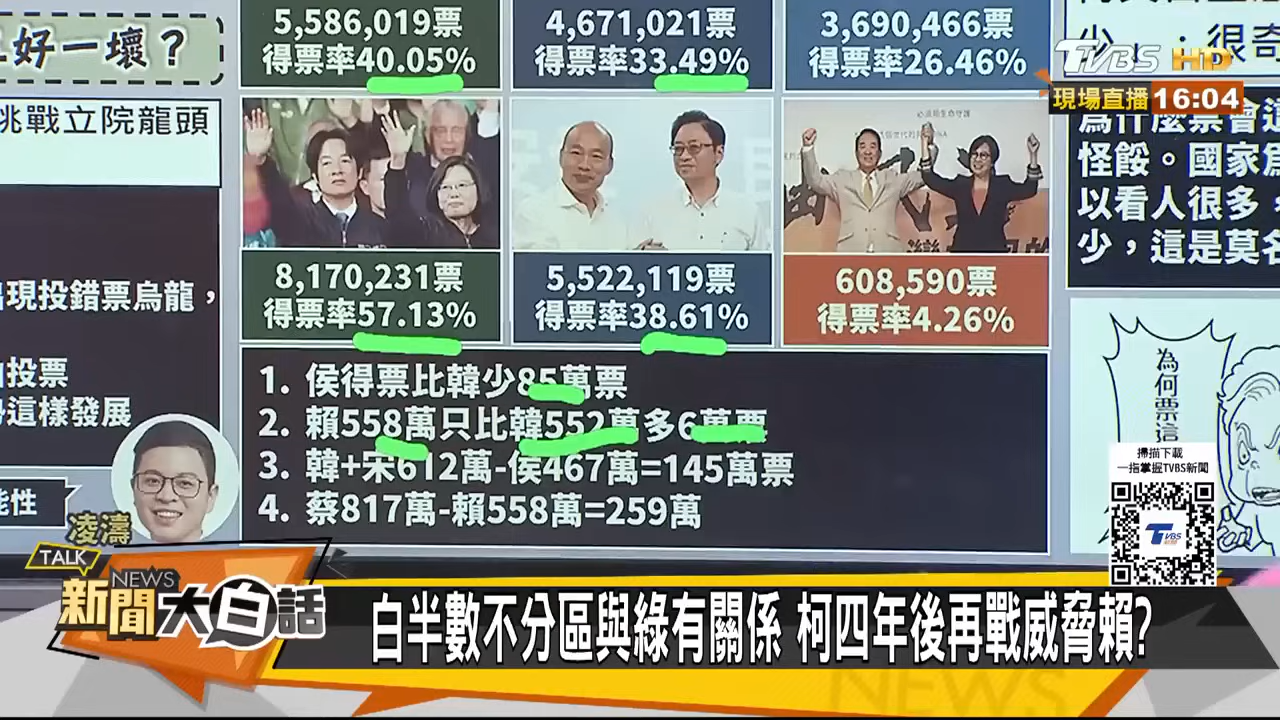 好一壞？
5,586,019票
得票率40.05%
4,671,021票
得票率33.49%
3,690,466票
得票率26.46%
少」：很奇
TVBS HD
現場直播 16:04
挑戰立院龍頭
為什麼票會
怪餒。國家
以看人很多，
少，這是莫名
8,170,231票
得票率57.13%
5,522,119票
得票率38.61%
608,590票
得票率4.26%
現投錯票烏龍，
投票
這樣發展
1. 侯得票比韓少85萬票
2. 賴558萬只比韓552萬多6萬票
3. 韓+宋612萬-侯467萬=145萬票
4. 蔡817萬-賴558萬=259萬
為何票這
掃描下載
一指掌握TVBS新聞
TVBS
新聞
能性
凌濤
TALK
NEWS
新聞大白話
白半數不分區與綠有關係 柯四年後再戰威脅賴?
NEWS